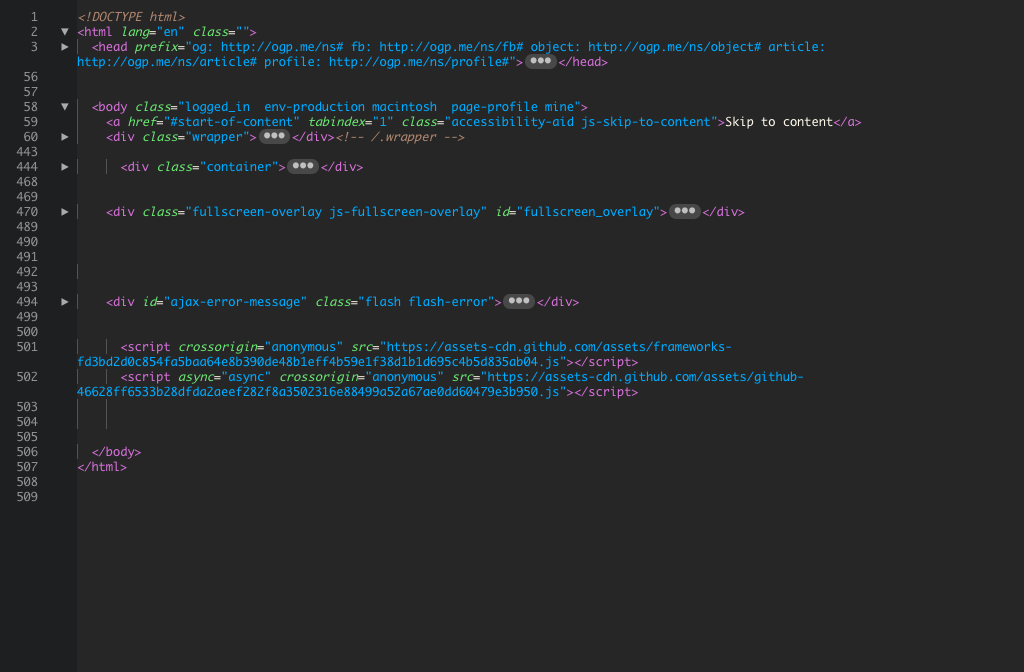 1 <!DOCTYPE html>
2 ▼ <html lang="en" class="">
3 ▶ <head prefix="og: http://ogp.me/ns# fb: http://ogp.me/ns/fb# object: http://ogp.me/ns/object# article:
http://ogp.me/ns/article# profile: http://ogp.me/ns/profile#">•••</head>
56
57
58 ▼ <body class="logged_in  env-production macintosh  page-profile mine">
59 <a href="#start-of-content" tabindex="1" class="accessibility-aid js-skip-to-content">Skip to content</a>
60 ▶ <div class="wrapper">•••</div><!-- /.wrapper -->
443
444 ▶ <div class="container">•••</div>
468
469
470 ▶ <div class="fullscreen-overlay js-fullscreen-overlay" id="fullscreen_overlay">•••</div>
489
490
491
492
493
494 ▶ <div id="ajax-error-message" class="flash flash-error">•••</div>
499
500
501 <script crossorigin="anonymous" src="https://assets-cdn.github.com/assets/frameworks-
fd3bd2d0c854fa5baa64e8b390de48b1eff4b59e1f38d1b1d695c4b5d835ab04.js"></script>
502 <script async="async" crossorigin="anonymous" src="https://assets-cdn.github.com/assets/github-
46628ff6533b28dfda2aeef282f8a3502316e88499a52a67ae0dd60479e3b950.js"></script>
503
504
505
506 </body>
507 </html>
508
509